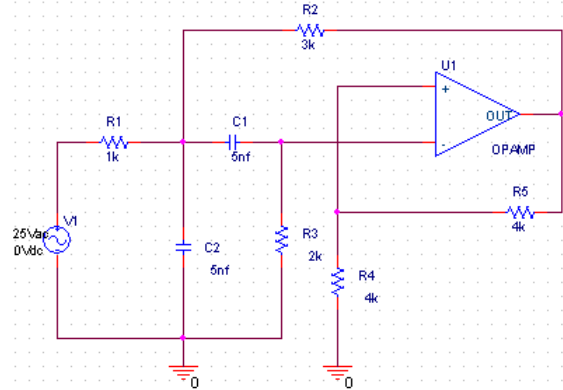 R2
3k
U1
+
OUT
-
OPAMP
R1
1k
C1
5nf
R5
4k
V1
25Vac
0Vdc
C2
5nf
R3
2k
R4
4k
0
0